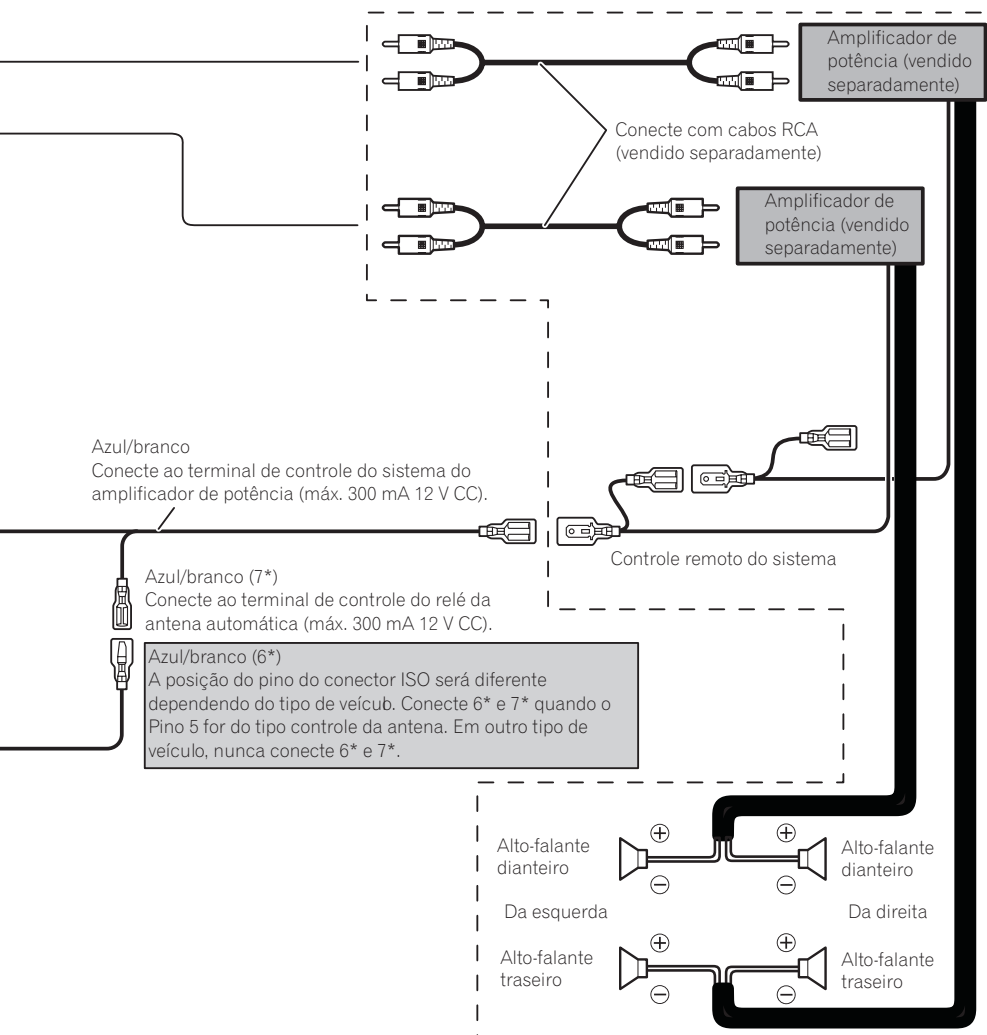 Amplificador de
potência (vendido
separadamente)
Conecte com cabos RCA
(vendido separadamente)
Amplificador de
potência (vendido
separadamente)
Azul/branco
Conecte ao terminal de controle do sistema do
amplificador de potência (máx. 300 mA 12 V CC).
Controle remoto do sistema
Azul/branco (7*)
Conecte ao terminal de controle do relé da
antena automática (máx. 300 mA 12 V CC).
Azul/branco (6*)
A posição do pino do conector ISO será diferente
dependendo do tipo de veícub. Conecte 6* e 7* quando o
Pino 5 for do tipo controle da antena. Em outro tipo de
veículo, nunca conecte 6* e 7*.
Alto-falante
dianteiro
+
+
−
−
Alto-falante
dianteiro
Da esquerda
Da direita
Alto-falante
traseiro
+
+
−
−
Alto-falante
traseiro